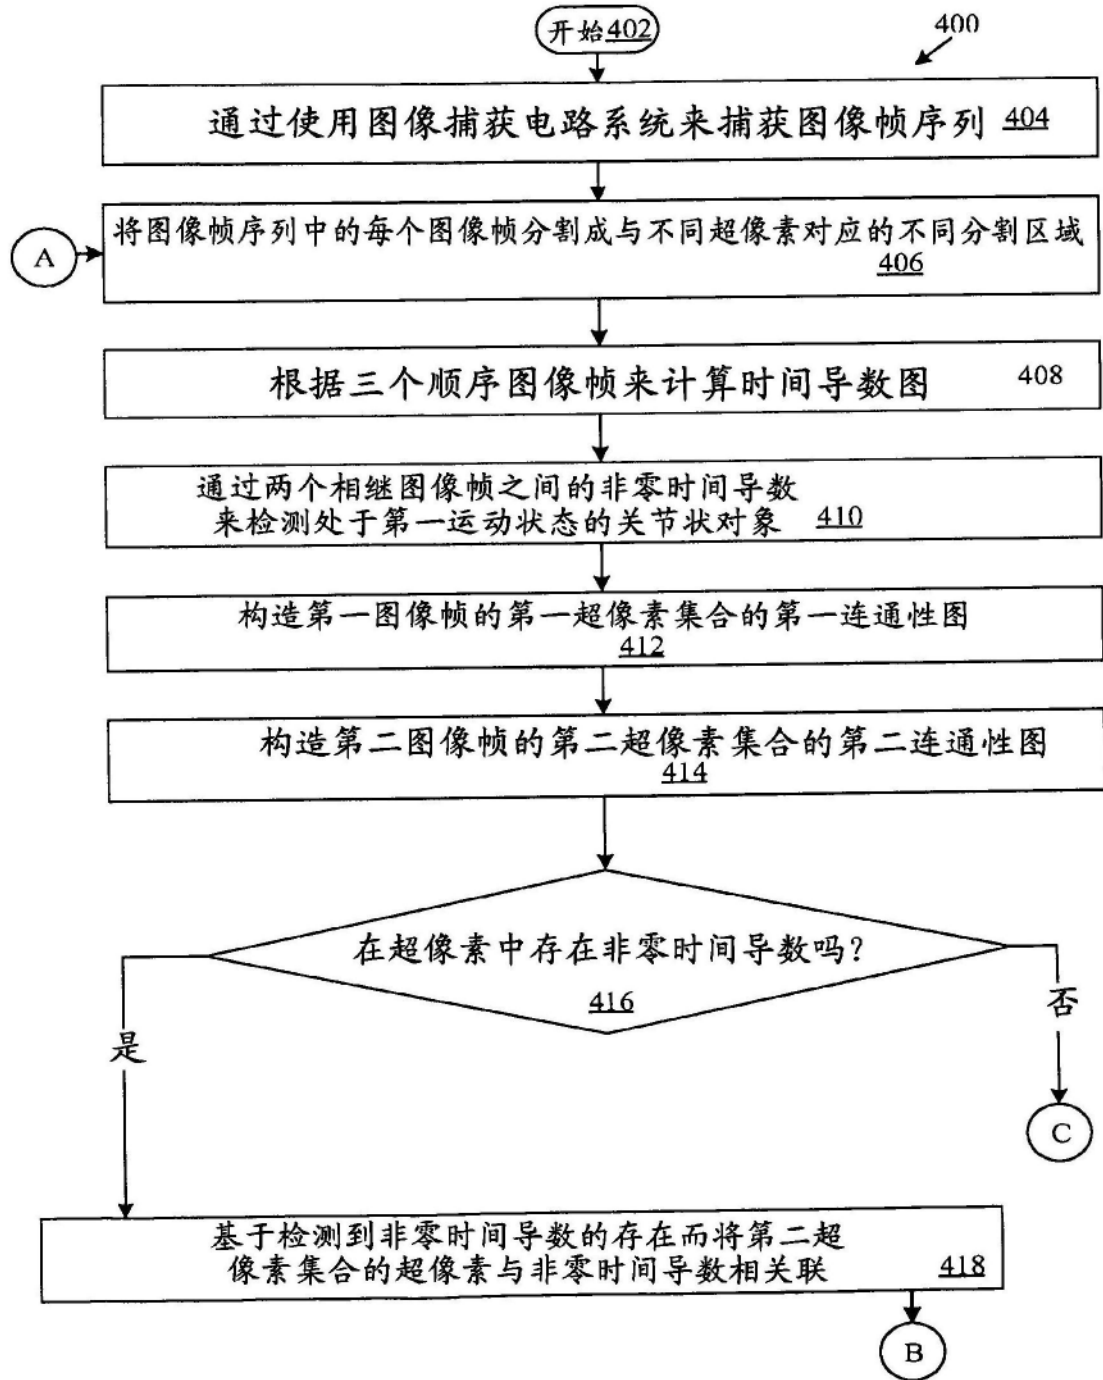 开始402
400
通过使用图像捕获电路系统来捕获图像帧序列 404
将图像帧序列中的每个图像帧分割成与不同超像素对应的不同分割区域
406
A
根据三个顺序图像帧来计算时间导数图 408
通过两个相继图像帧之间的非零时间导数
来检测处于第一运动状态的关节状对象 410
构造第一图像帧的第一超像素集合的第一连通性图
412
构造第二图像帧的第二超像素集合的第二连通性图
414
在超像素中存在非零时间导数吗?
416
是
否
C
基于检测到非零时间导数的存在而将第二超
像素集合的超像素与非零时间导数相关联 418
B